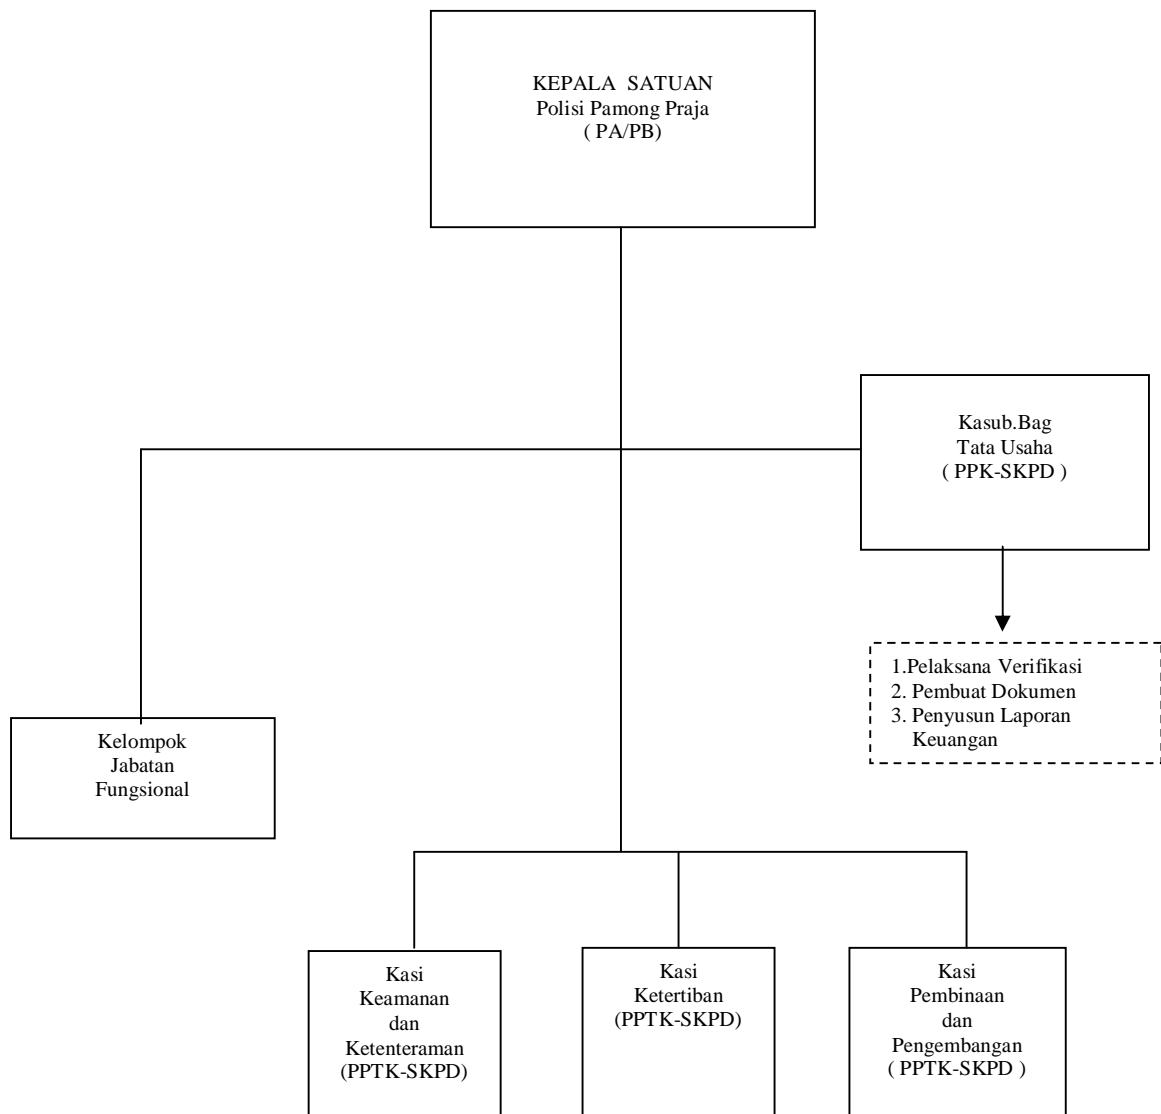 KEPALA SATUAN
Polisi Pamong Praja
( PA/PB)
Kasub.Bag
Tata Usaha
( PPK-SKPD )
1.Pelaksana Verifikasi
2. Pembuat Dokumen
3. Penyusun Laporan
Keuangan
Kelompok
Jabatan
Fungsional
Kasi
Keamanan
dan
Ketenteraman
(PPTK-SKPD)
Kasi
Ketertiban
(PPTK-SKPD)
Kasi
Pembinaan
dan
Pengembangan
( PPTK-SKPD )